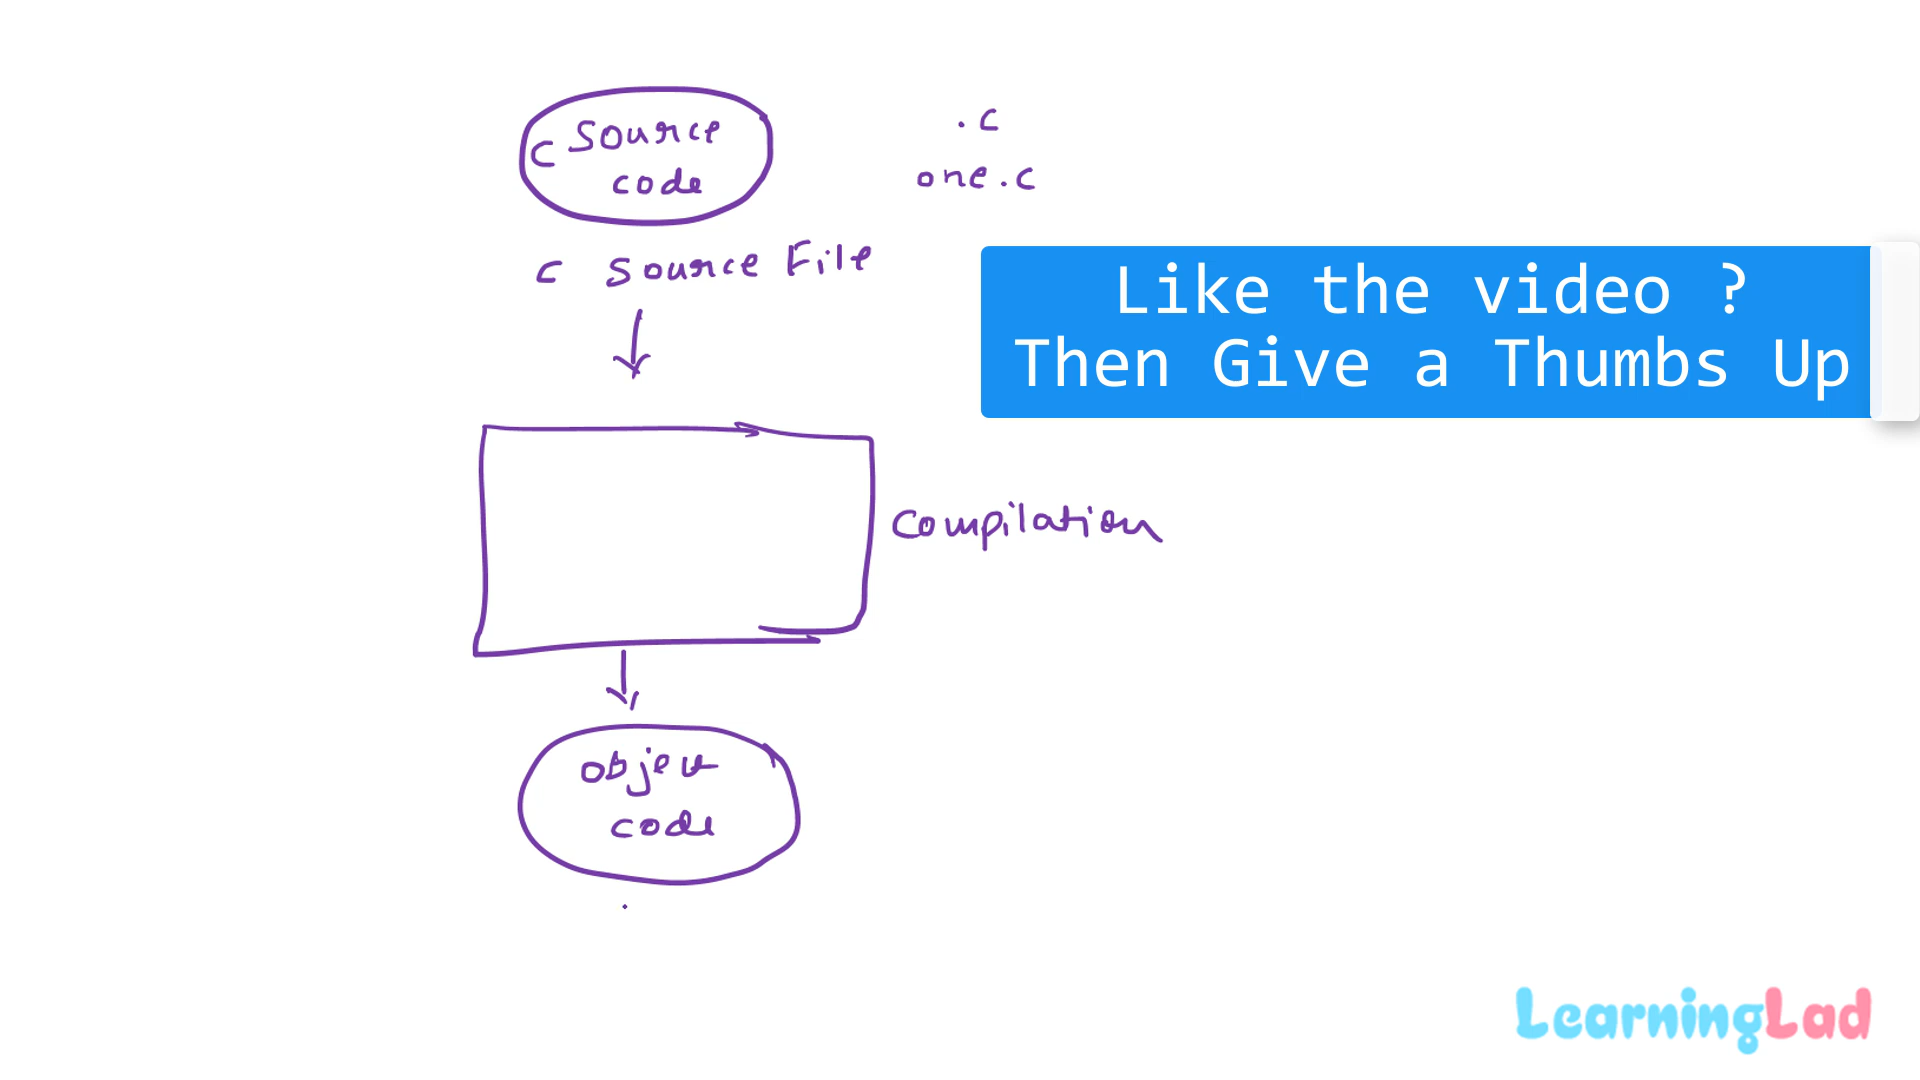 C Source
code
.c
one.c
C Source File
Like the video ?
Then Give a Thumbs Up
Compilation
object
code
LearningLad